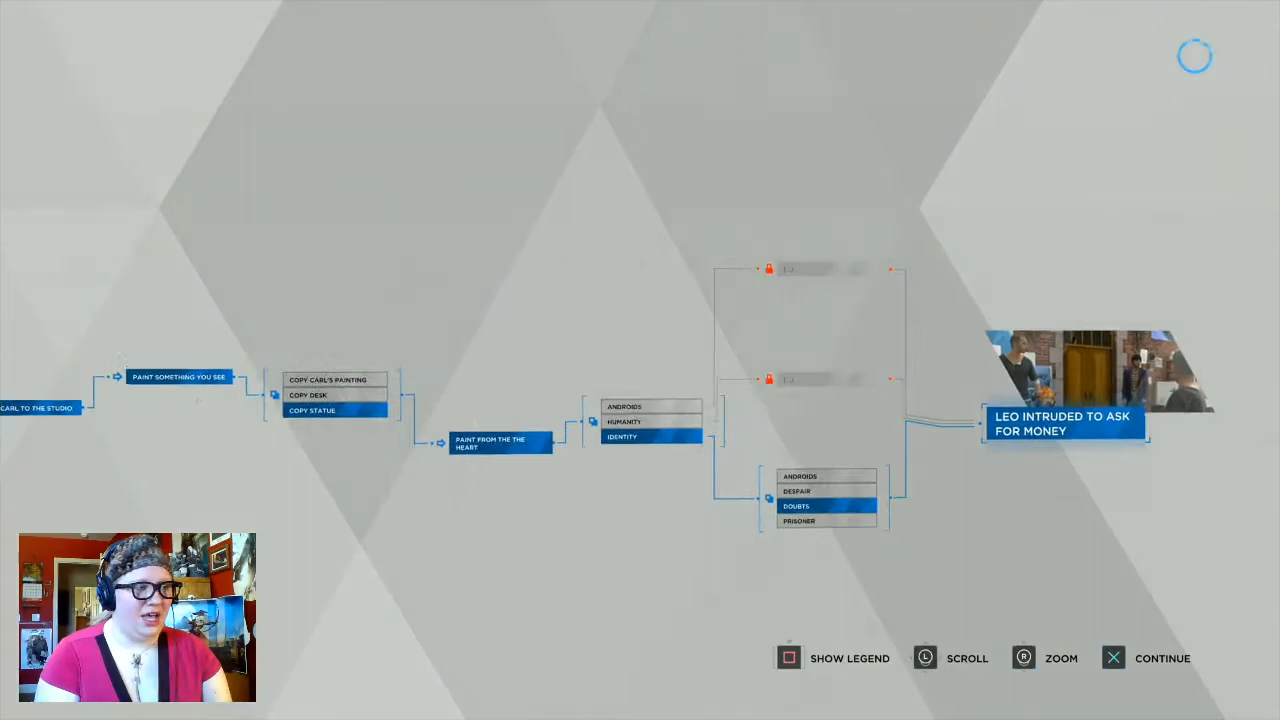 CARL TO THE STUDIO
PAINT SOMETHING YOU SEE
COPY CARL'S PAINTING
COPY DESK
COPY STATUE
PAINT FROM THE THE
HEART
ANDROIDS
HUMANITY
IDENTITY
ANDROIDS
DESPAIR
DOUBTS
PRISONER
LEO INTRUDED TO ASK
FOR MONEY
SHOW LEGEND
L SCROLL
R ZOOM
CONTINUE